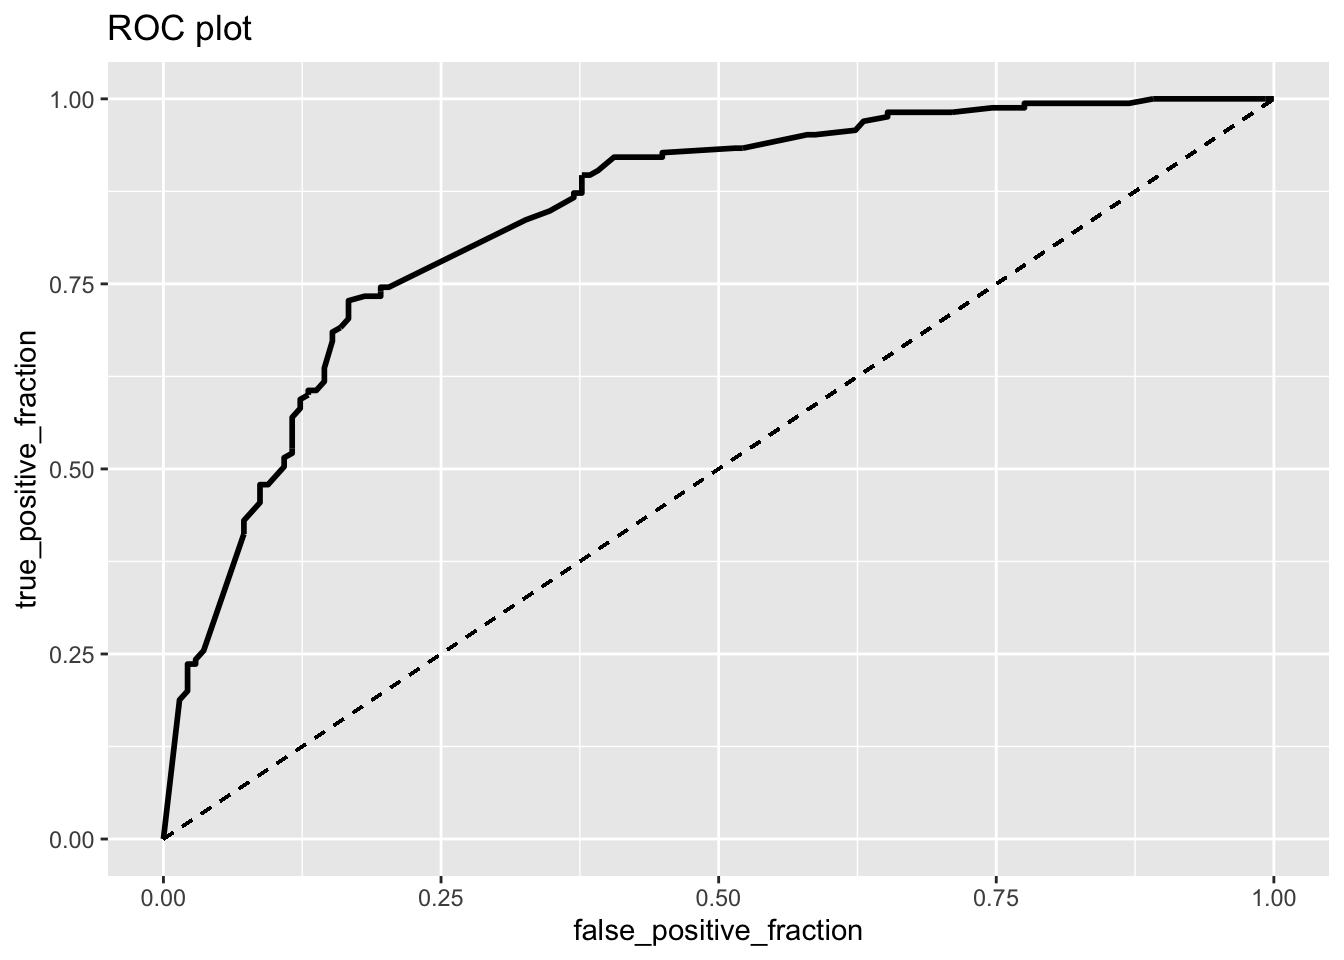 ROC plot
true_positive_fraction
1.00
0.75
0.50
0.25
0.00
0.00 0.25 0.50 0.75 1.00
false_positive_fraction